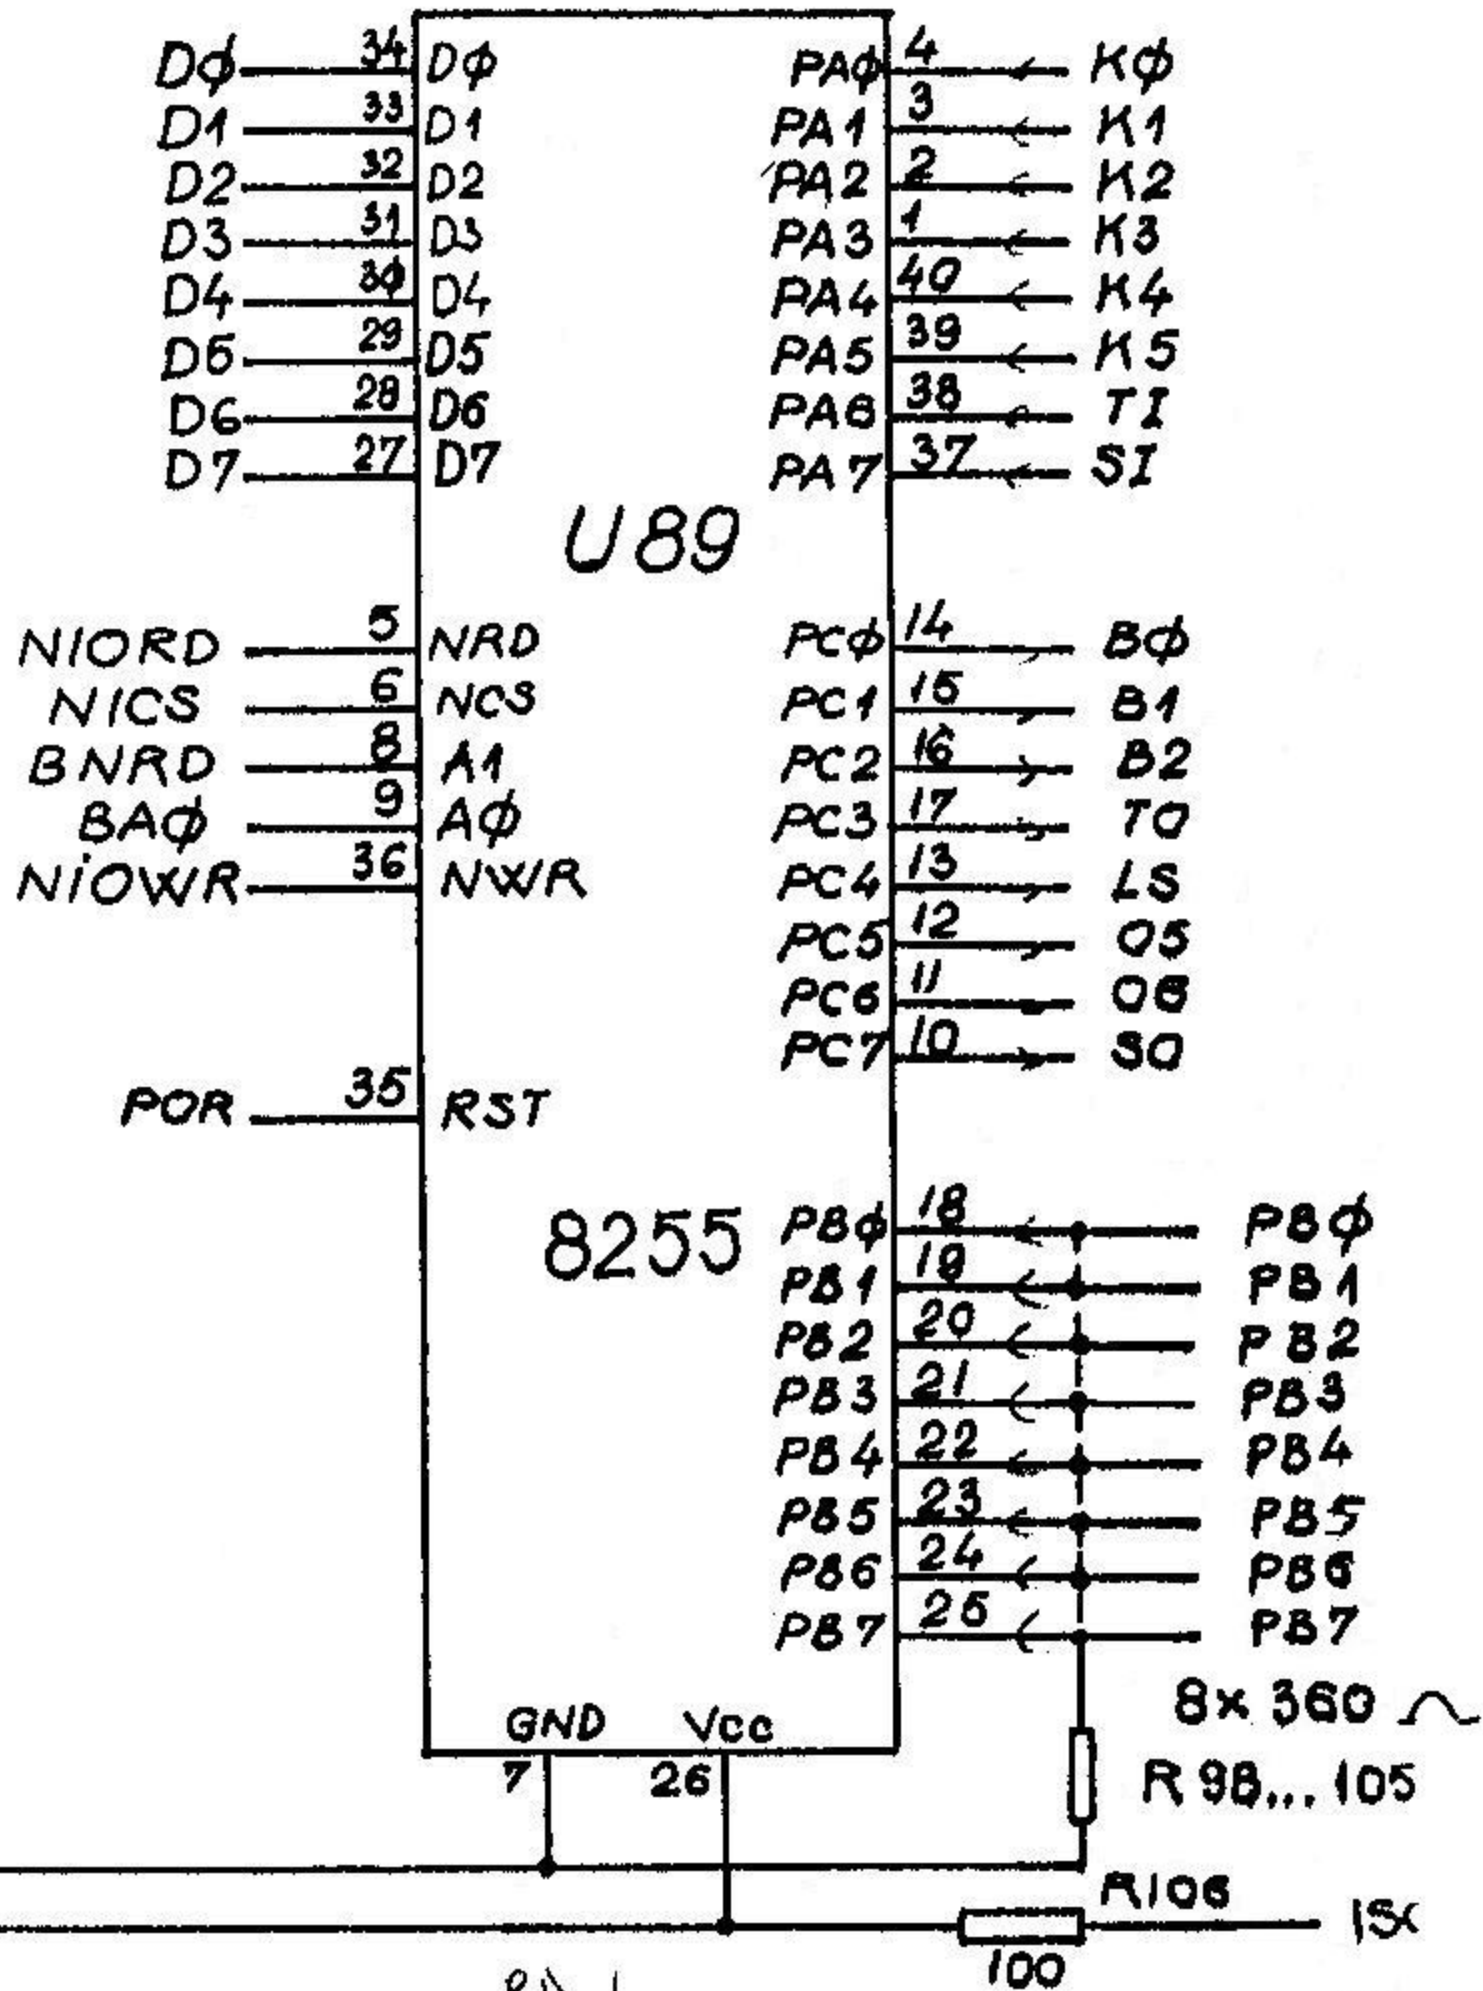 Dϕ 34 Dϕ PAϕ 4 Kϕ
D1 33 D1 PA1 3 K1
D2 32 D2 PA2 2 K2
D3 31 D3 PA3 1 K3
D4 3ϕ D4 PA4 40 K4
D5 29 D5 PA5 39 K5
D6 28 D6 PA6 38 TI
D7 27 D7 PA7 37 SI
U89
NIORD 5 NRD PCϕ 14 Bϕ
NICS 6 NCS PC1 15 B1
BNRD 8 A1 PC2 16 B2
BAϕ 9 Aϕ PC3 17 TO
NiOWR 36 NWR PC4 13 LS
PC5 12 O5
PC6 11 O6
PC7 10 SO
POR 35 RST
8255 PBϕ 18 PBϕ
PB1 19 PB1
PB2 20 PB2
PB3 21 PB3
PB4 22 PB4
PB5 23 PB5
PB6 24 PB6
PB7 25 PB7
8x 360
GND Vcc
7 26 R 98... 105
R106
100